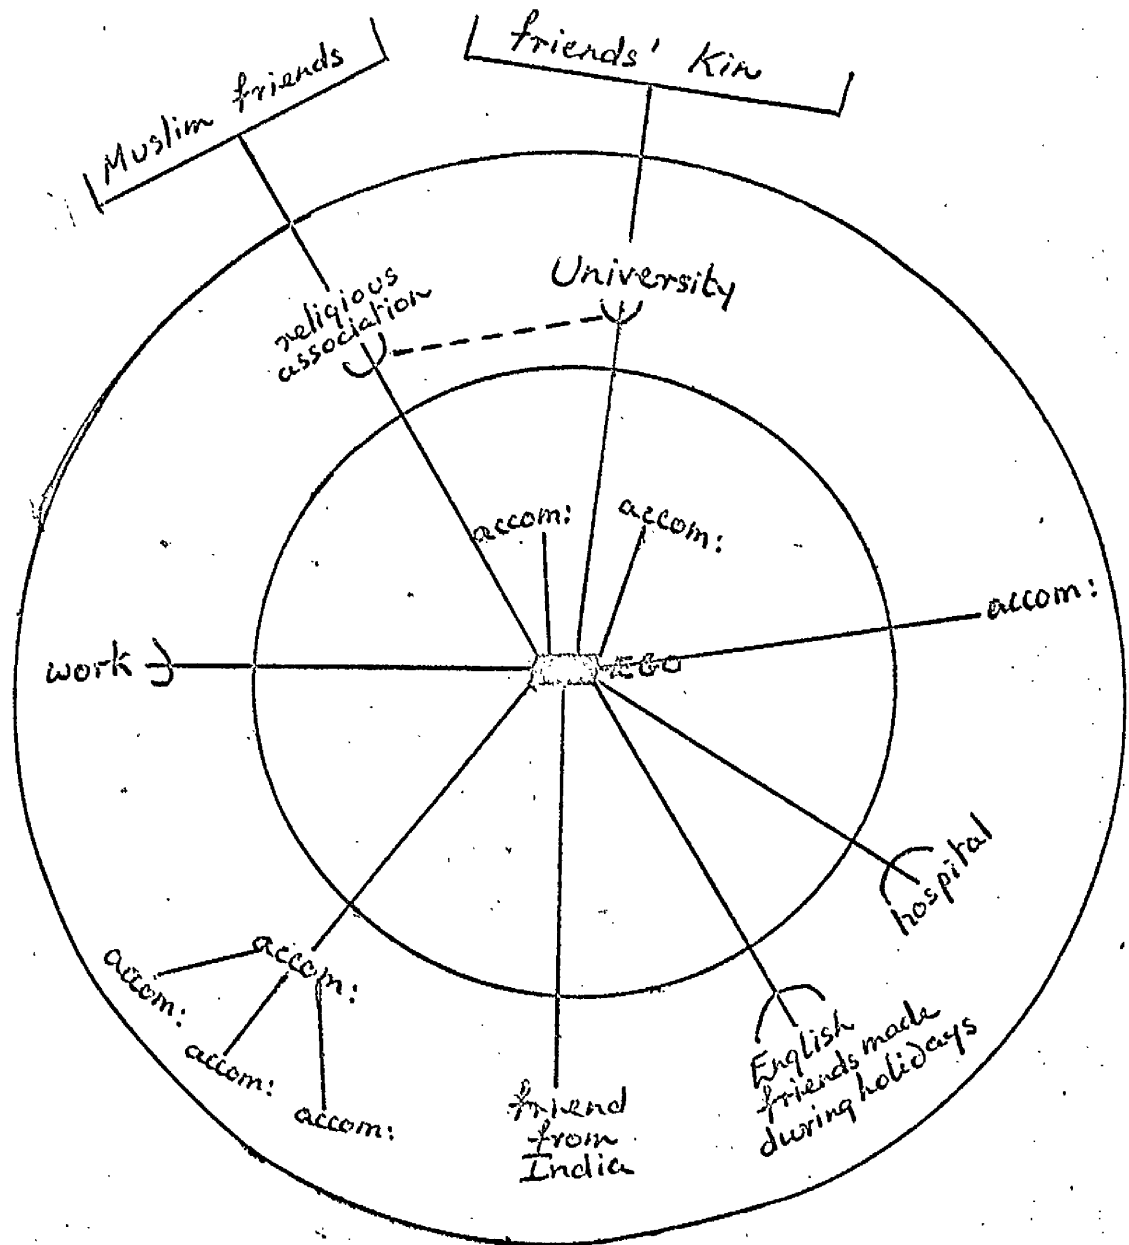 friends' Kin
Muslim friends
University
religious
association
accom:
accom:
accom:
work
EGO
hospital
accom:
accom:
accom:
accom:
English
friends made
during holidays
friend
from
India